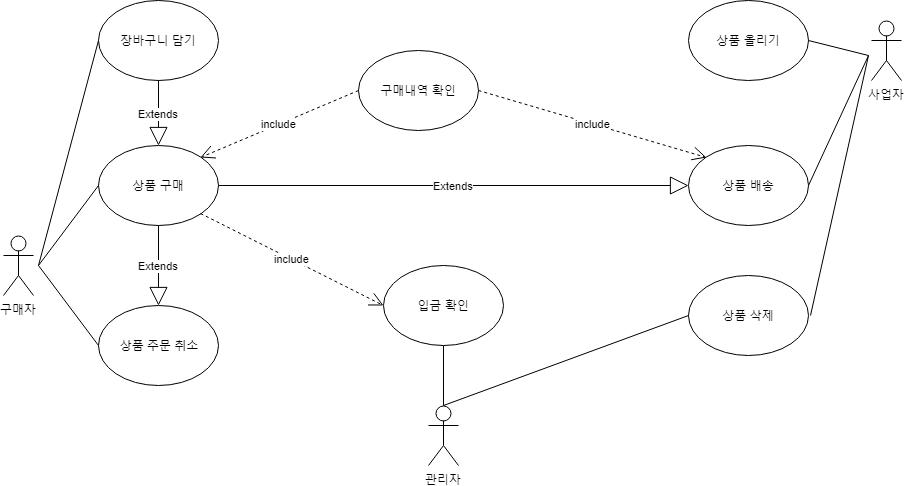 장바구니 담기
상품 올리기
사업자
구매내역 확인
Extends
include
include
상품 구매
Extends
상품 배송
Extends
include
구매자
입금 확인
상품 삭제
상품 주문 취소
관리자